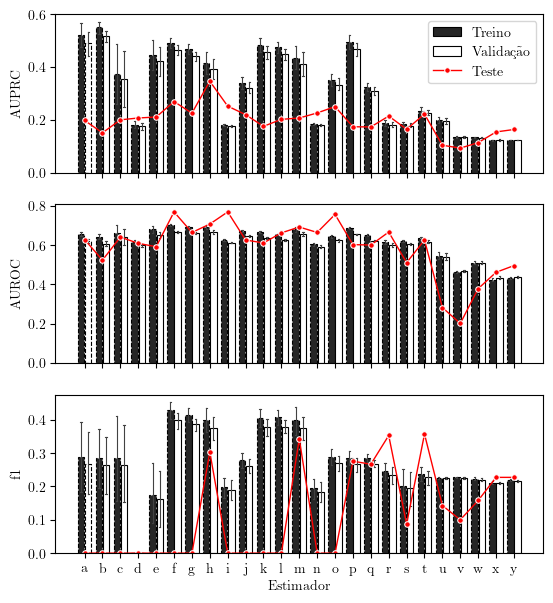 0.6
0.4
0.2
0.0
AUPRC
Treino
Validação
Teste
0.8
0.6
0.4
0.2
0.0
AUROC
0.4
0.3
0.2
0.1
0.0
f1
a b c d e f g h i j k l m n o p q r s t u v w x y
Estimador